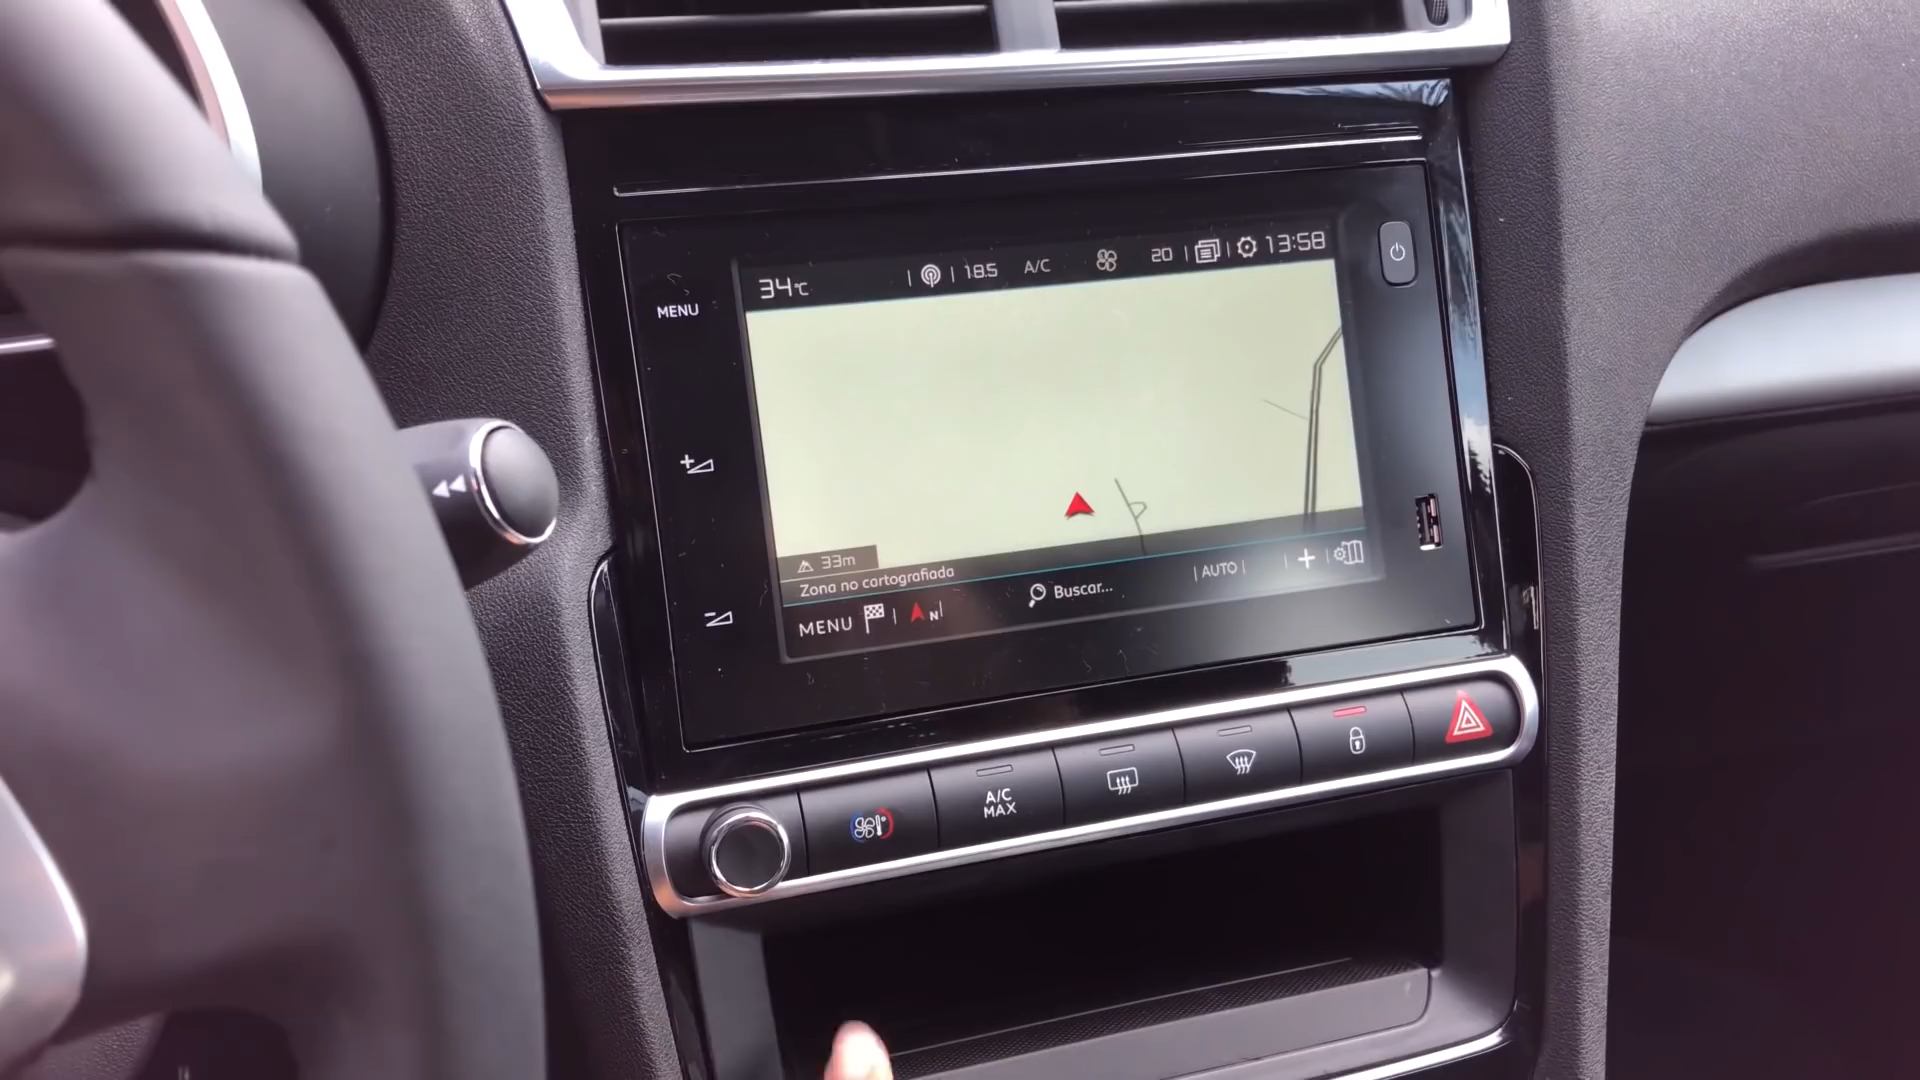 34°C 18.5 A/C 20 13:58
MENU
33m
Zona no cartografiada
MENU N Buscar... AUTO +
A/C
MAX